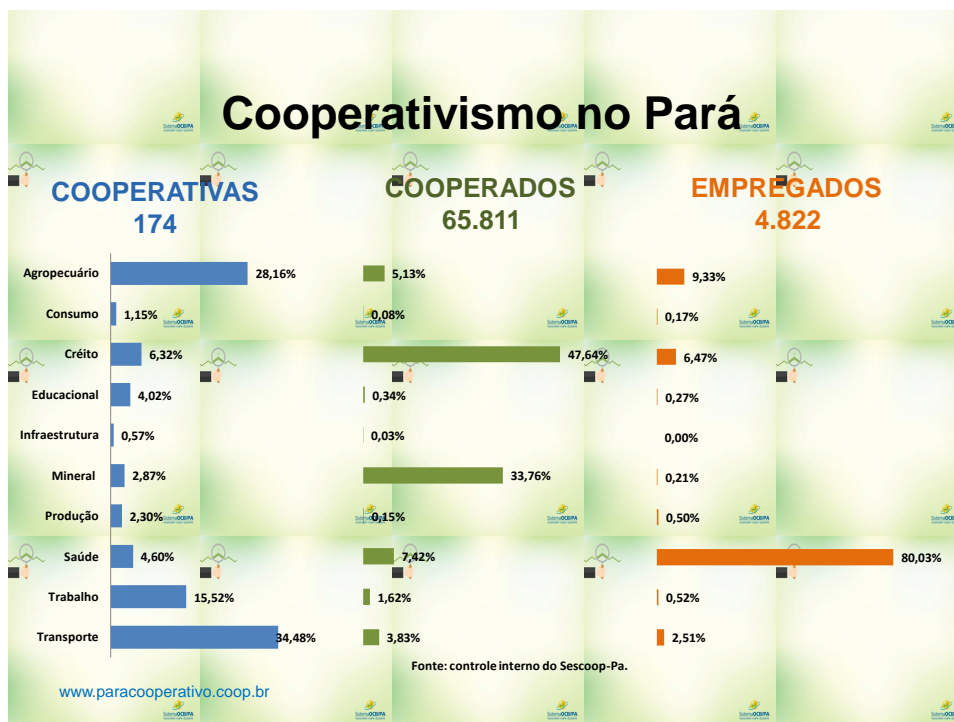 Cooperativismo no Pará
COOPERATIVAS
174
COOPERADOS
65.811
EMPREGADOS
4.822
Agropecuário 28,16% 5,13% 9,33%
Consumo 1,15% 0,08% 0,17%
Créito 6,32% 47,64% 6,47%
Educacional 4,02% 0,34% 0,27%
Infraestrutura 0,57% 0,03% 0,00%
Mineral 2,87% 33,76% 0,21%
Produção 2,30% 0,15% 0,50%
Saúde 4,60% 7,42% 80,03%
Trabalho 15,52% 1,62% 0,52%
Transporte 34,48% 3,83% 2,51%
Fonte: controle interno do Sescoop-Pa.
www.paracooperativo.coop.br
SistemaOCB/PA